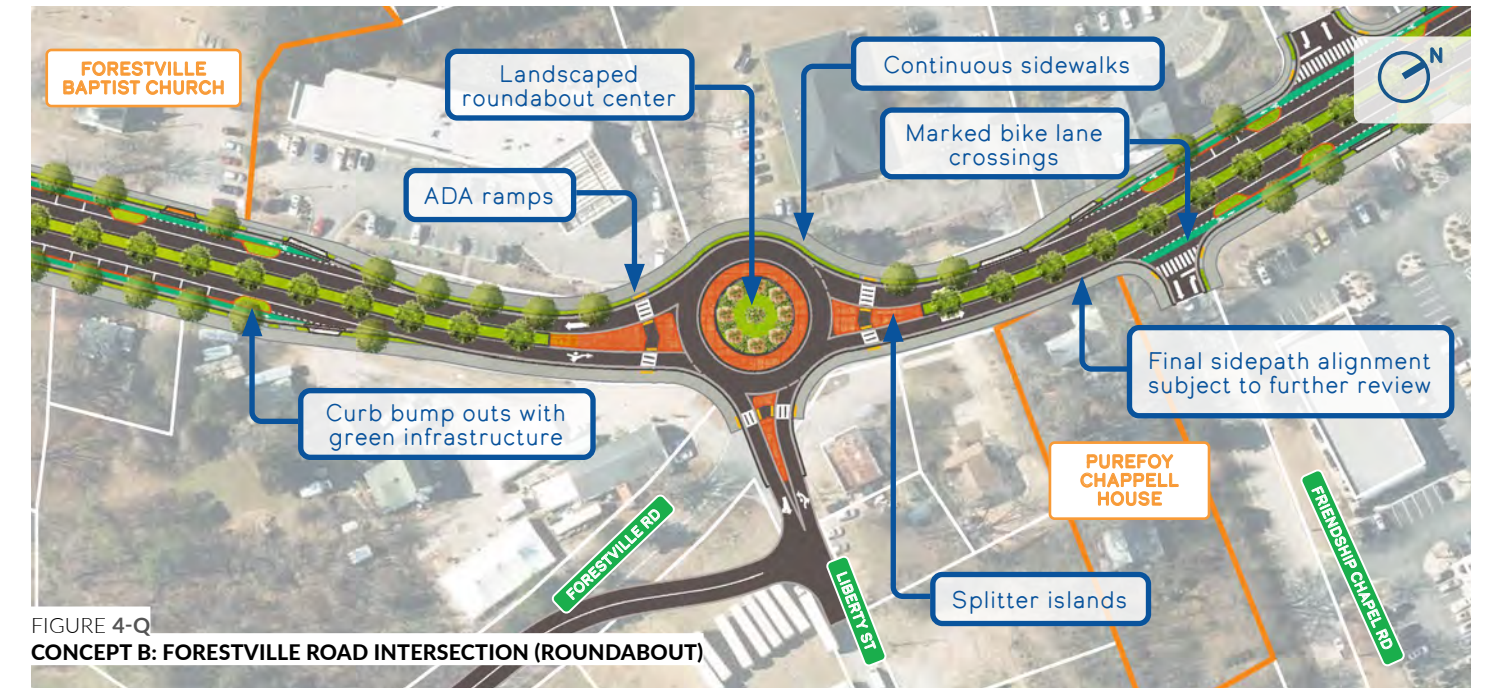 FORESTVILLE
BAPTIST CHURCH
Landscaped
roundabout center
Continuous sidewalks
N
Marked bike lane
crossings
ADA ramps
Final sidepath alignment
subject to further review
Curb bump outs with
green infrastructure
PUREFOY
CHAPPELL
HOUSE
FORESTVILLE RD
LIBERTY ST
FRIENDSHIP CHAPEL RD
Splitter islands
FIGURE 4-Q
CONCEPT B: FORESTVILLE ROAD INTERSECTION (ROUNDABOUT)